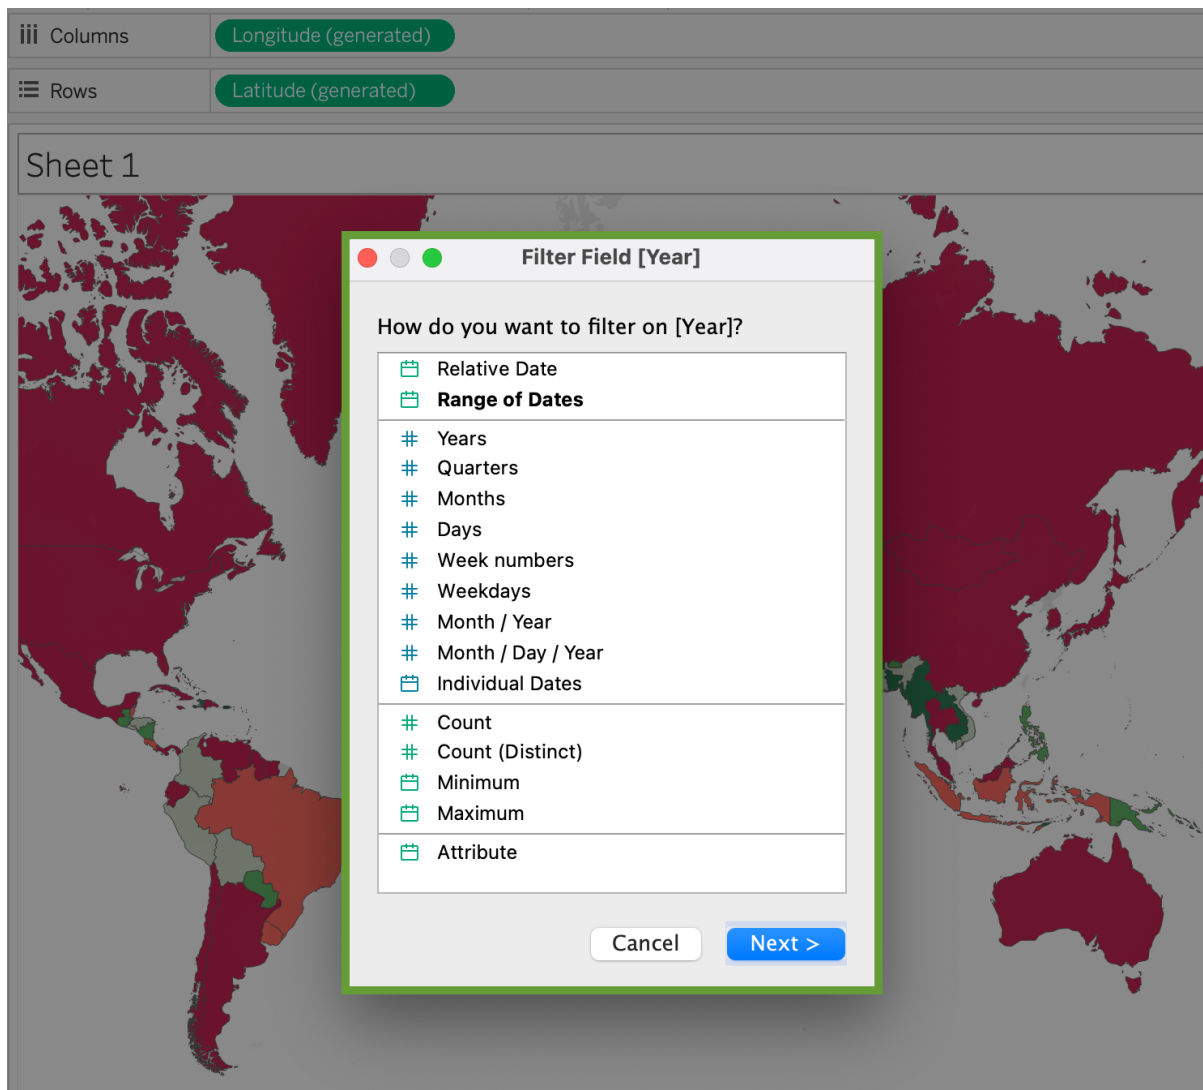 Columns
Longitude (generated)
Rows
Latitude (generated)
Sheet 1
Filter Field [Year]
How do you want to filter on [Year]?
Relative Date
Range of Dates
Years
Quarters
Months
Days
Week numbers
Weekdays
Month / Year
Month / Day / Year
Individual Dates
Count
Count (Distinct)
Minimum
Maximum
Attribute
Cancel
Next >